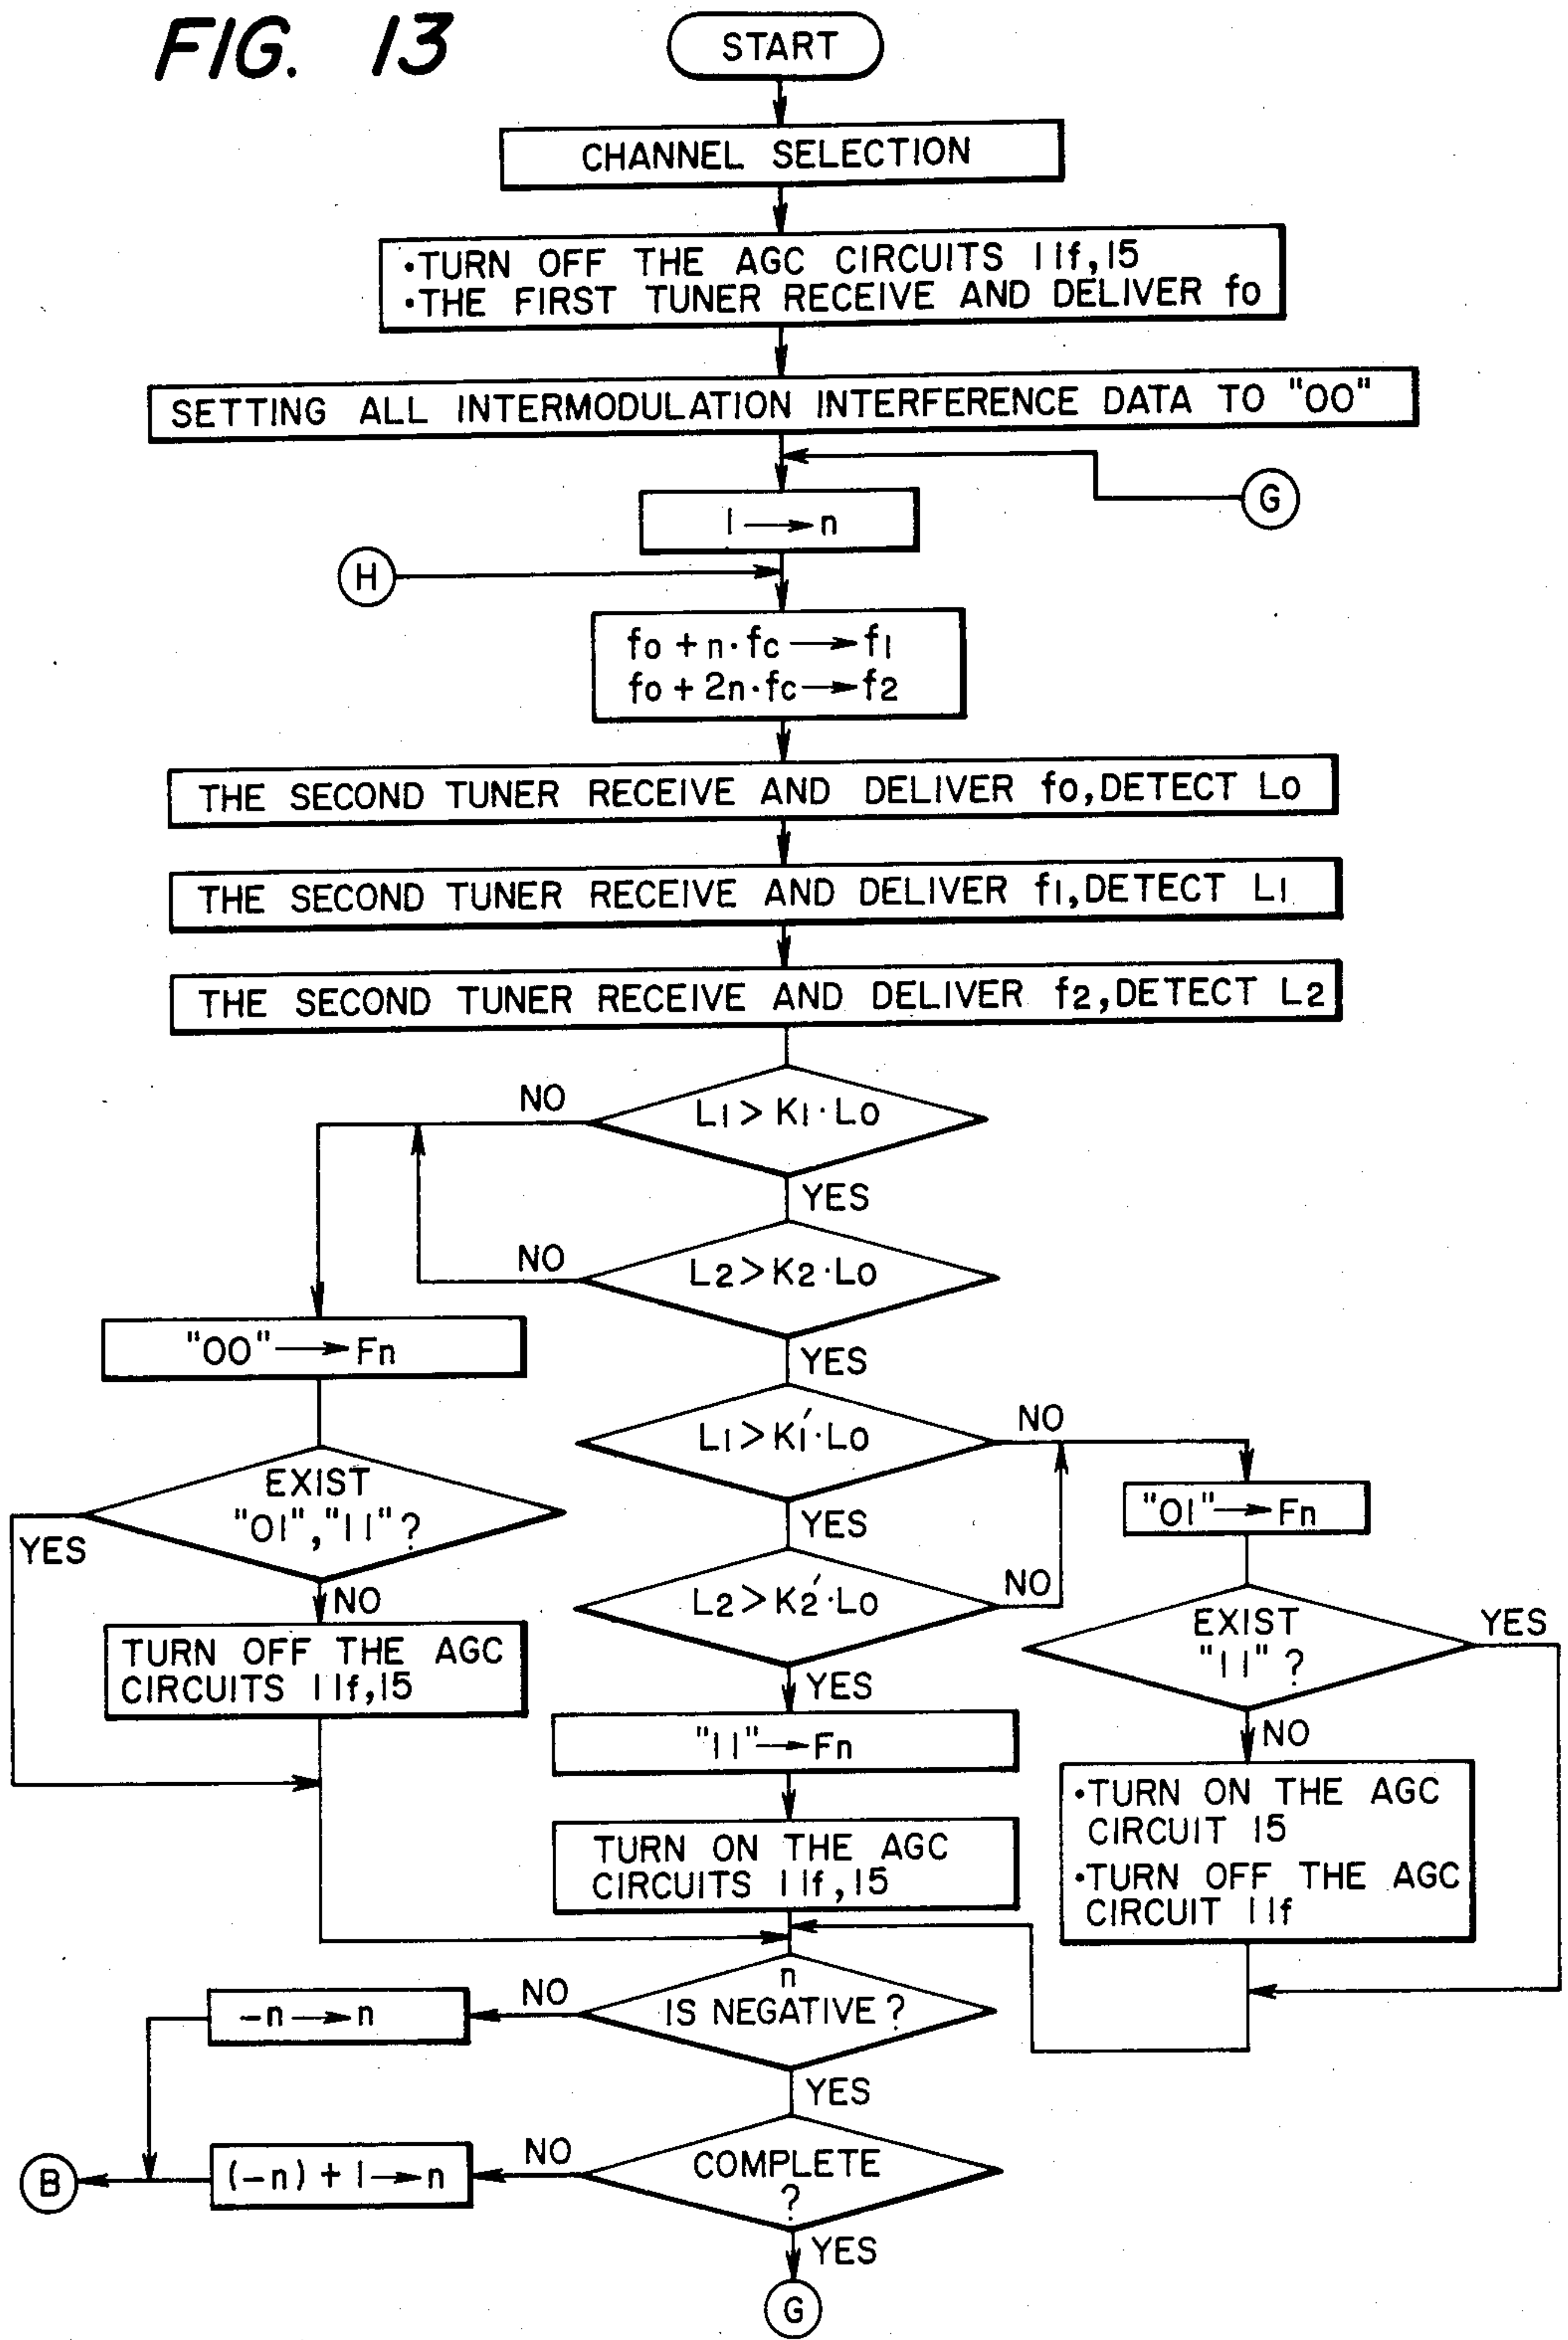 FIG. 13
START
CHANNEL SELECTION
•TURN OFF THE AGC CIRCUITS 11f,15
•THE FIRST TUNER RECEIVE AND DELIVER fo
SETTING ALL INTERMODULATION INTERFERENCE DATA TO "00"
G
1 → n
H
fo + n·fc → f1
fo + 2n·fc → f2
THE SECOND TUNER RECEIVE AND DELIVER fo,DETECT Lo
THE SECOND TUNER RECEIVE AND DELIVER f1,DETECT L1
THE SECOND TUNER RECEIVE AND DELIVER f2,DETECT L2
NO
L1 > K1·Lo
YES
NO
L2 > K2·Lo
YES
"00" → Fn
L1 > K1'·Lo
NO
YES
"01" → Fn
EXIST
"01","11"?
YES
NO
L2 > K2'·Lo
NO
YES
EXIST
"11"?
YES
NO
TURN OFF THE AGC
CIRCUITS 11f,15
"11" → Fn
TURN ON THE AGC
CIRCUITS 11f,15
•TURN ON THE AGC
CIRCUIT 15
•TURN OFF THE AGC
CIRCUIT 11f
n
IS NEGATIVE?
NO
-n → n
YES
COMPLETE
?
NO
(-n) + 1 → n
B
YES
G